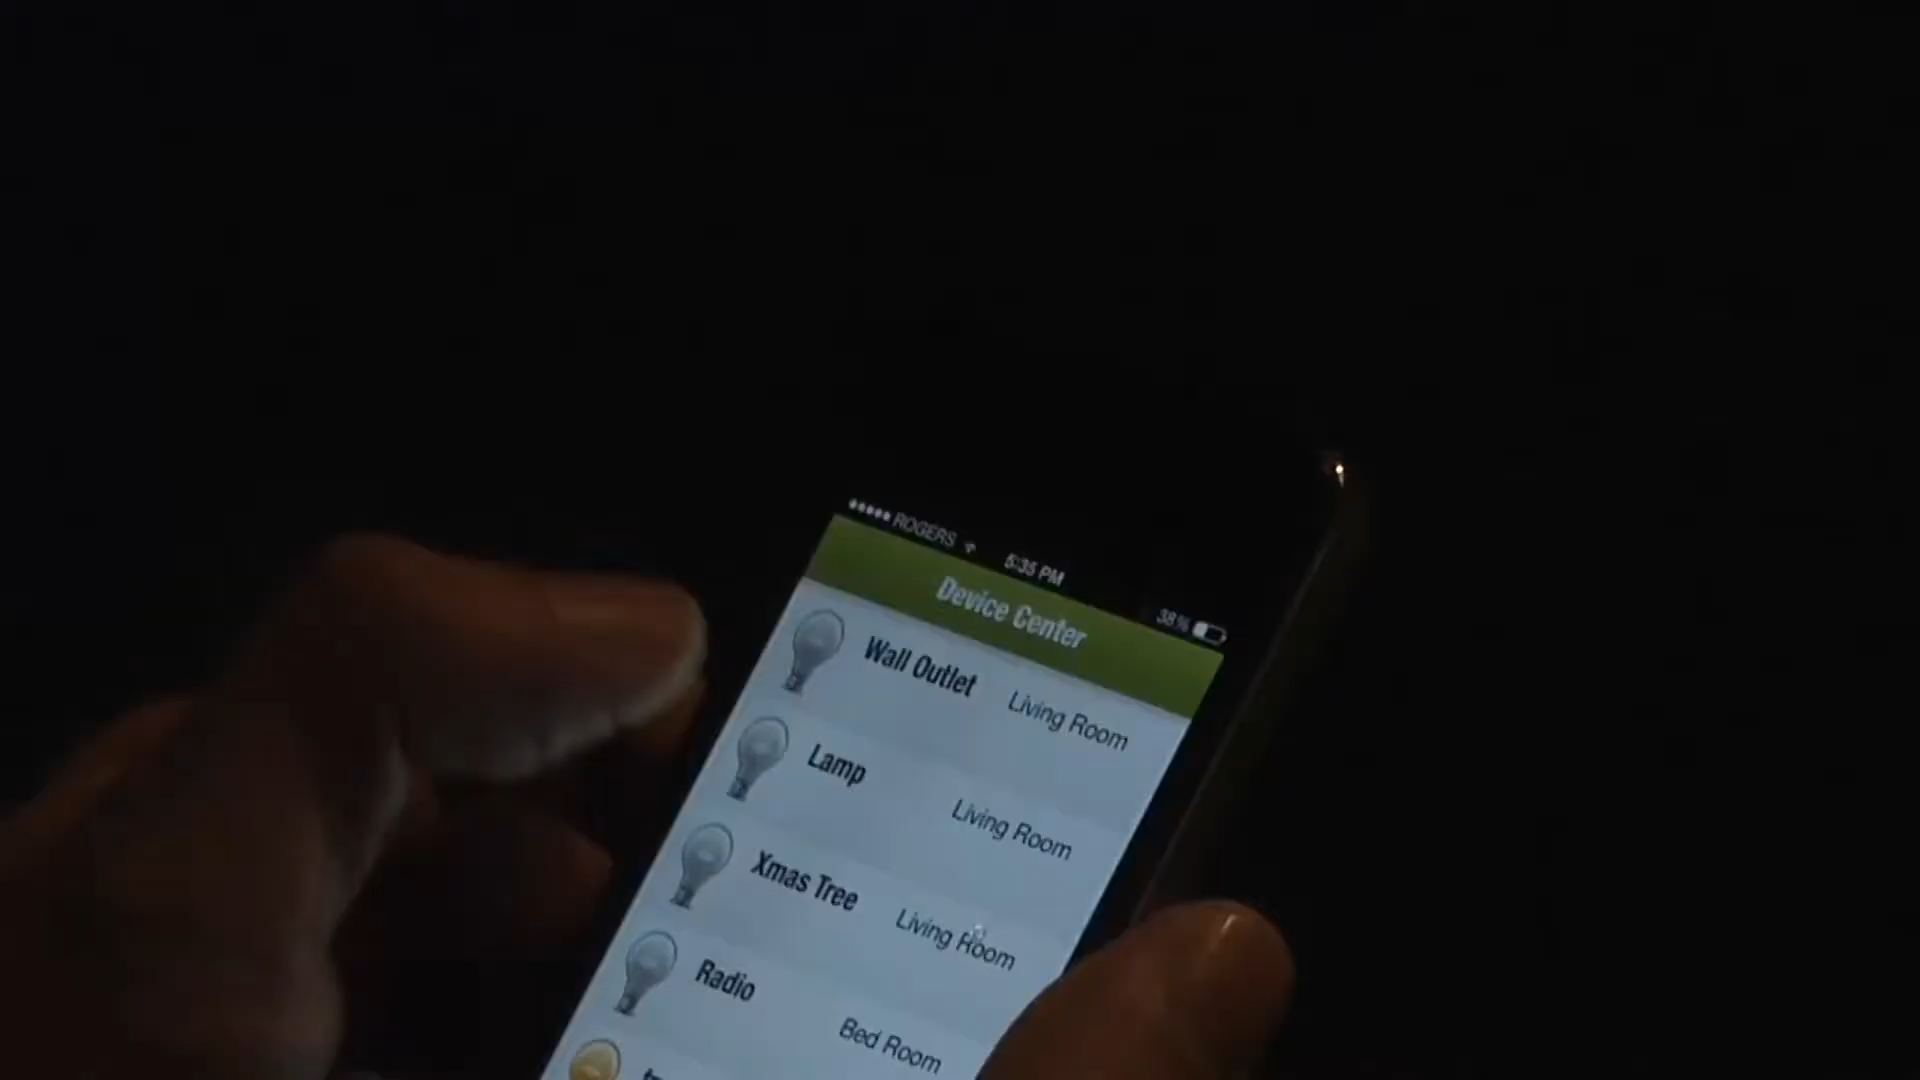 ROGERS 5:35 PM 38%
Device Center
Wall Outlet Living Room
Lamp Living Room
Xmas Tree Living Room
Radio Bed Room